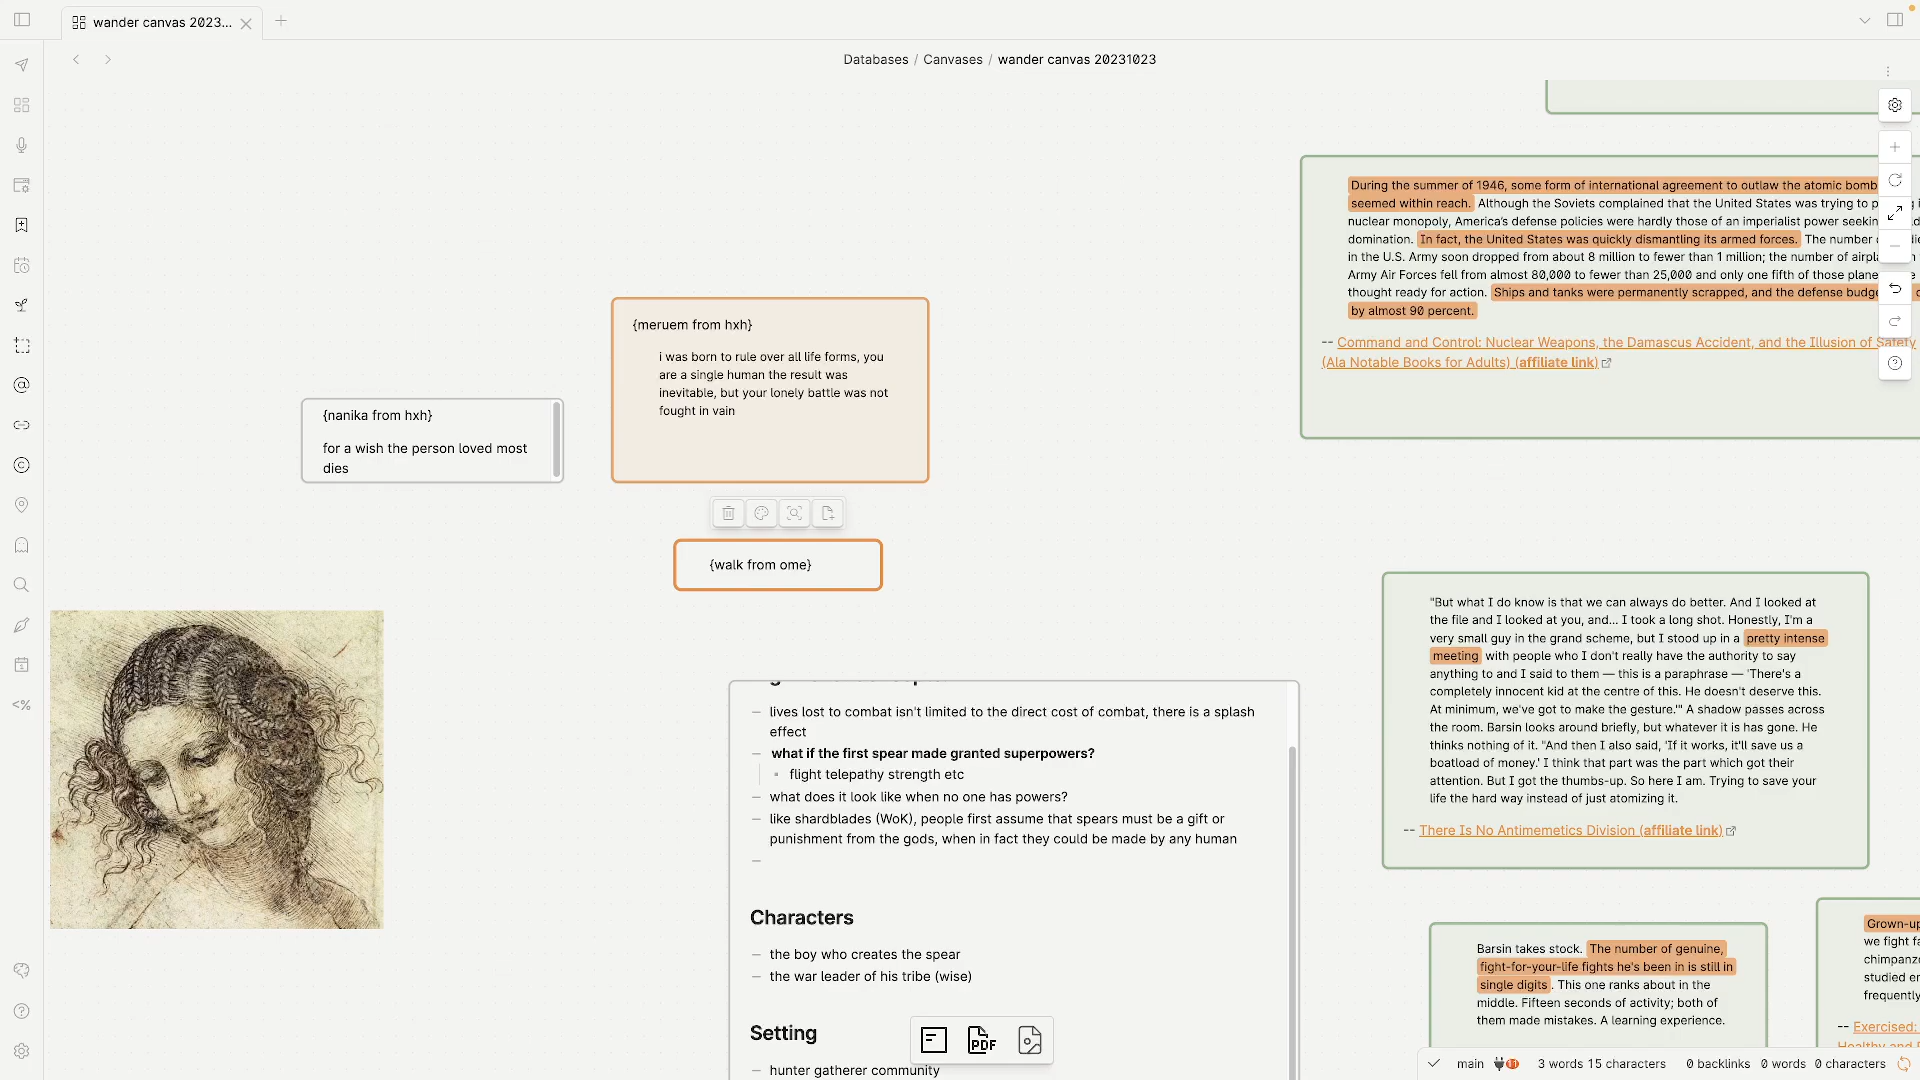 wander canvas 2023...
Databases / Canvases / wander canvas 20231023
During the summer of 1946, some form of international agreement to outlaw the atomic bomb
seemed within reach. Although the Soviets complained that the United States was trying to
nuclear monopoly, America's defense policies were hardly those of an imperialist power
domination. In fact, the United States was quickly dismantling its armed forces. The number
in the U.S. Army soon dropped from about 8 million to fewer than 1 million; the number of
Army Air Forces fell from almost 80,000 to fewer than 25,000 and only one fifth of those
thought ready for action. Ships and tanks were permanently scrapped, and the defense
by almost 90 percent.
-- Command and Control: Nuclear Weapons, the Damascus Accident, and the Illusion of Safety
(Ala Notable Books for Adults) (affiliate link)
{meruem from hxh}
i was born to rule over all life forms, you
are a single human the result was
inevitable, but your lonely battle was not
fought in vain
{nanika from hxh}
for a wish the person loved most
dies
{walk from ome}
lives lost to combat isn't limited to the direct cost of combat, there is a splash
effect
what if the first spear made granted superpowers?
flight telepathy strength etc
what does it look like when no one has powers?
like shardblades (WoK), people first assume that spears must be a gift or
punishment from the gods, when in fact they could be made by any human
Characters
the boy who creates the spear
the war leader of his tribe (wise)
Setting
hunter gatherer community
PDF
"But what I do know is that we can always do better. And I looked at
the file and I looked at you, and... I took a long shot. Honestly, I'm a
very small guy in the grand scheme, but I stood up in a pretty intense
meeting with people who I don't really have the authority to say
anything to and I said to them — this is a paraphrase — 'There's a
completely innocent kid at the centre of this. He doesn't deserve this.
At minimum, we've got to make the gesture.'" A shadow passes across
the room. Barsin looks around briefly, but whatever it is has gone. He
thinks nothing of it. "And then I also said, 'If it works, it'll save us a
boatload of money.' I think that part was the part which got their
attention. But I got the thumbs-up. So here I am. Trying to save your
life the hard way instead of just atomizing it.
-- There Is No Antimemetics Division (affiliate link)
Barsin takes stock. The number of genuine,
fight-for-your-life fights he's been in is still in
single digits. This one ranks about in the
middle. Fifteen seconds of activity; both of
them made mistakes. A learning experience.
Grown-up
we fight
chimpanz
studied
frequently
-- Exercised:
main 3 words 15 characters 0 backlinks 0 words 0 characters